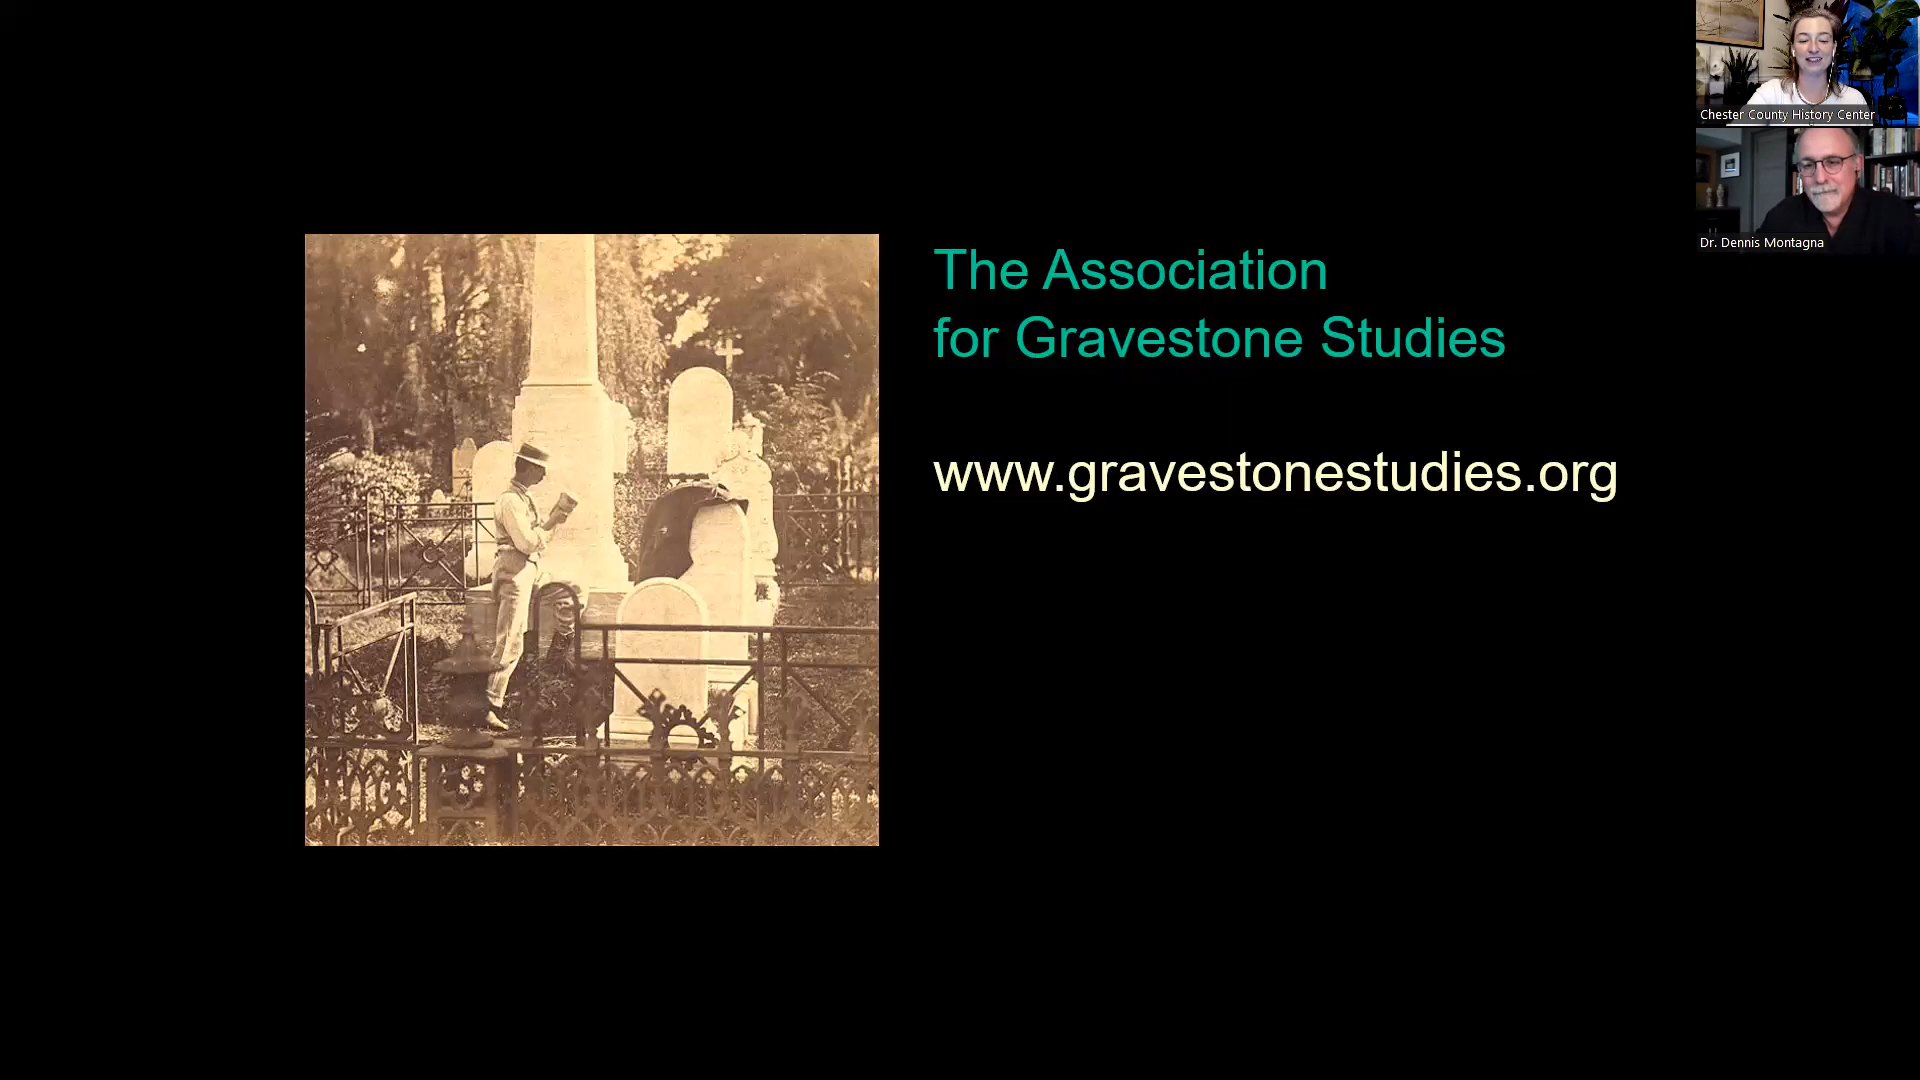 The Association
for Gravestone Studies
www.gravestonestudies.org
Chester County History Center
Dr. Dennis Montagna